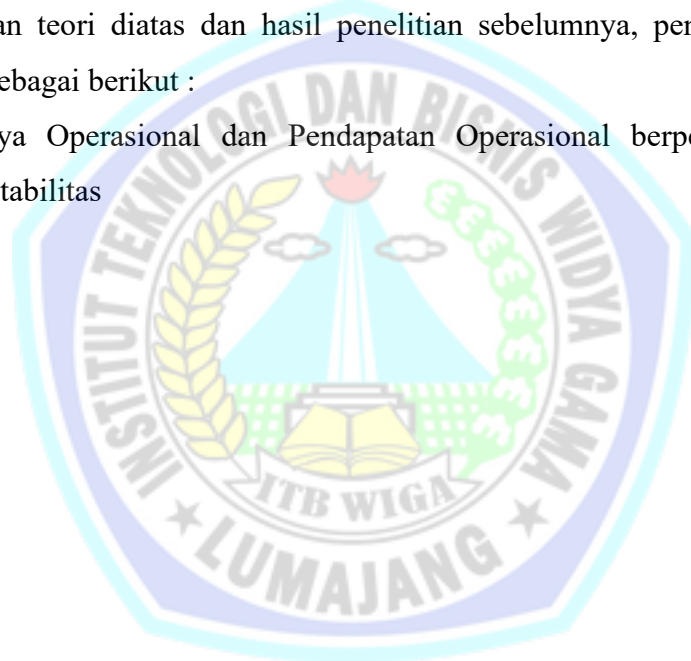 an teori diatas dan hasil penelitian sebelumnya, per
ebagai berikut :
ya Operasional dan Pendapatan Operasional berpe
tabilitas
INSTITUT TEKNOLOGI DAN BISNIS WIDYA GAMA
ITB WIGA
LUMAJANG